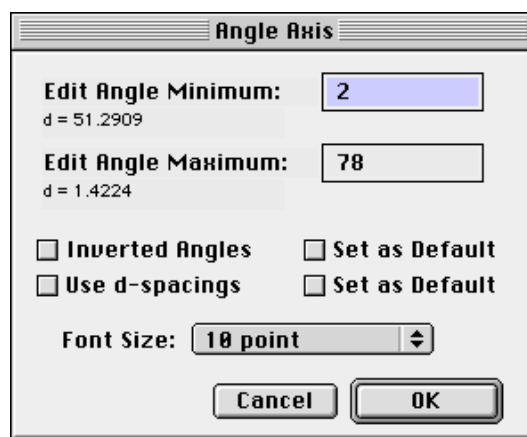 Angle Axis
Edit Angle Minimum: 2
d = 51.2909
Edit Angle Maximum: 78
d = 1.4224
Inverted Angles Set as Default
Use d-spacings Set as Default
Font Size: 10 point
Cancel OK